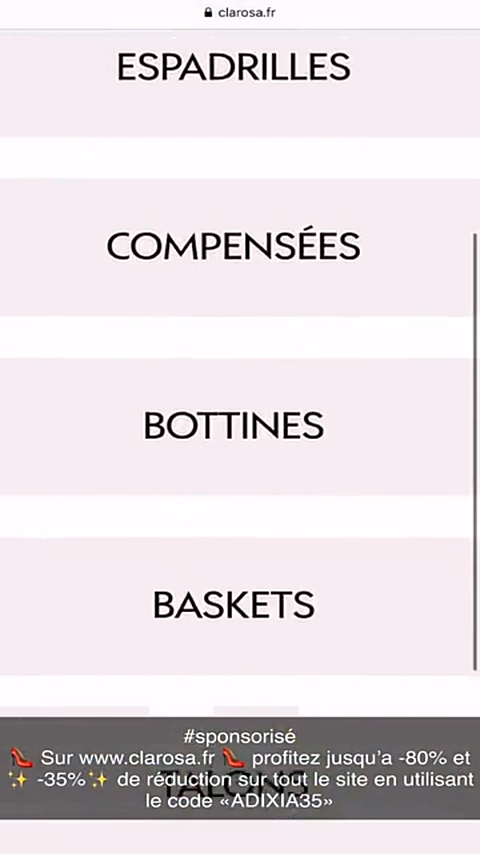 clarosa.fr
ESPADRILLES
COMPENSÉES
BOTTINES
BASKETS
#sponsorisé
👠 Sur www.clarosa.fr 👠 profitez jusqu'a -80% et
✨ -35%✨ de réduction sur tout le site en utilisant
le code «ADIXIA35»
TALONS